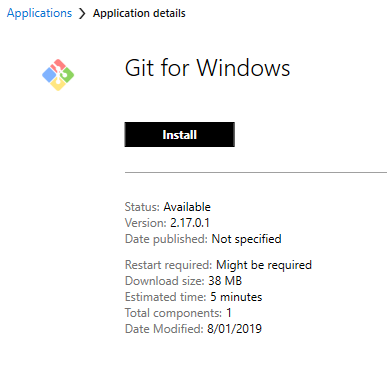 Applications > Application details
Git for Windows
Install
Status: Available
Version: 2.17.0.1
Date published: Not specified
Restart required: Might be required
Download size: 38 MB
Estimated time: 5 minutes
Total components: 1
Date Modified: 8/01/2019